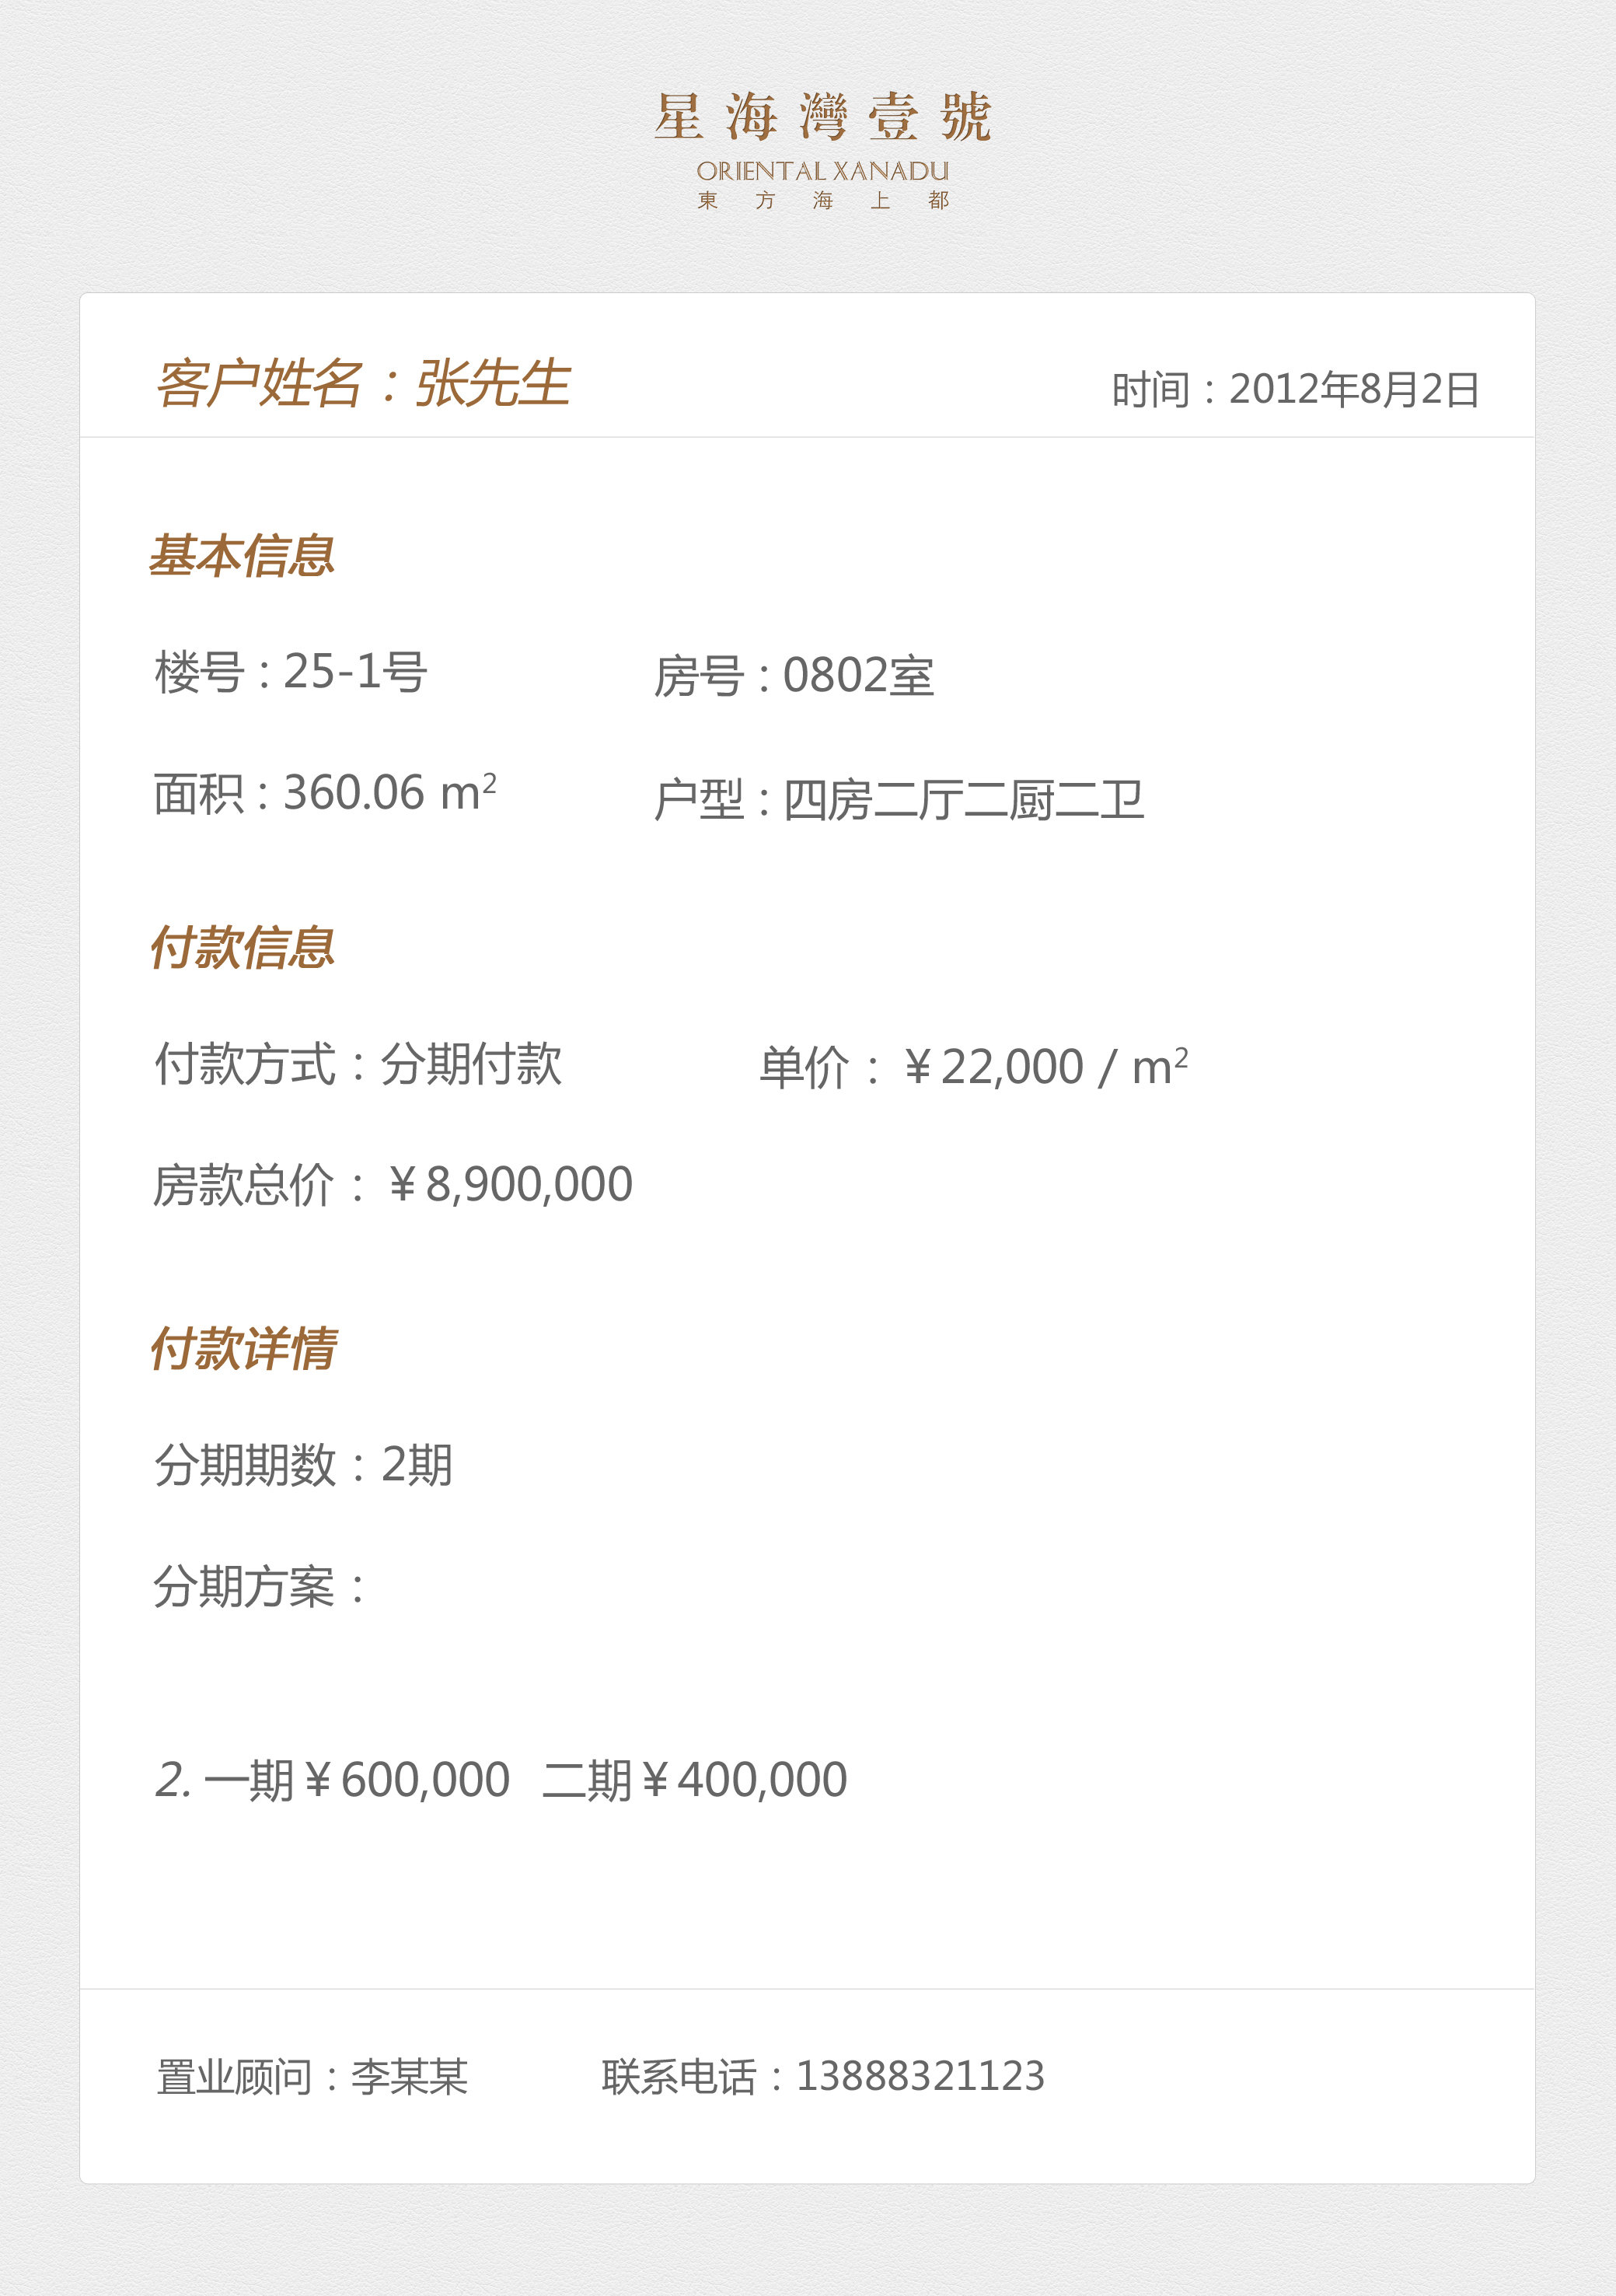 星海灣壹號
ORIENTAL XANADU
東方海上都
客户姓名：张先生
时间：2012年8月2日
基本信息
楼号：25-1号
房号：0802室
面积：360.06 m²
户型：四房二厅二厨二卫
付款信息
付款方式：分期付款
单价：￥22,000 / m²
房款总价：￥8,900,000
付款详情
分期期数：2期
分期方案：
2. 一期￥600,000 二期￥400,000
置业顾问：李某某
联系电话：13888321123